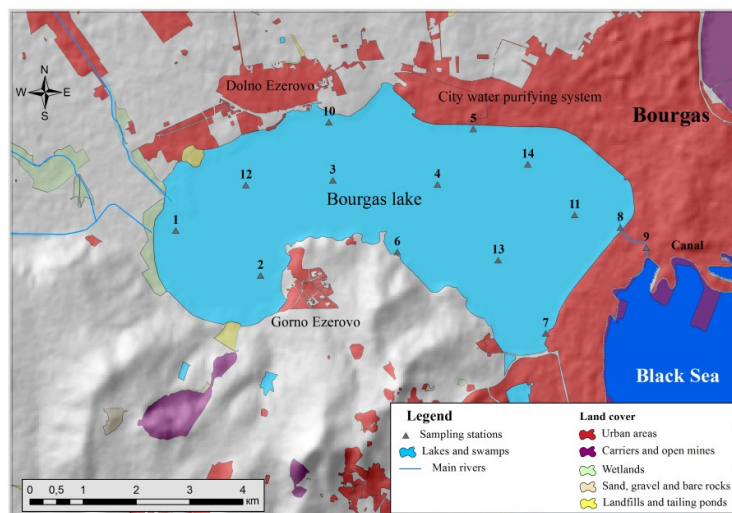 N
W E
S
Dolno Ezerovo
City water purifying system
Bourgas
10
5
14
12
3
4
Bourgas lake
11
1
8
9
6
Canal
13
2
Gorno Ezerovo
7
Black Sea
Legend
Sampling stations
Lakes and swamps
Main rivers
Land cover
Urban areas
Carriers and open mines
Wetlands
Sand, gravel and bare rocks
Landfills and tailing ponds
0 0,5 1 2 3 4
км